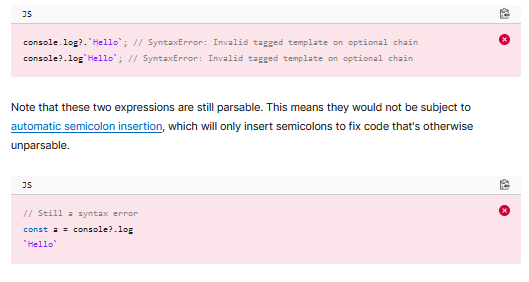 JS
console.log?.`Hello`; // SyntaxError: Invalid tagged template on optional chain
console?.log`Hello`; // SyntaxError: Invalid tagged template on optional chain
Note that these two expressions are still parsable. This means they would not be subject to
automatic semicolon insertion, which will only insert semicolons to fix code that's otherwise
unparsable.
JS
// Still a syntax error
const a = console?.log
`Hello`